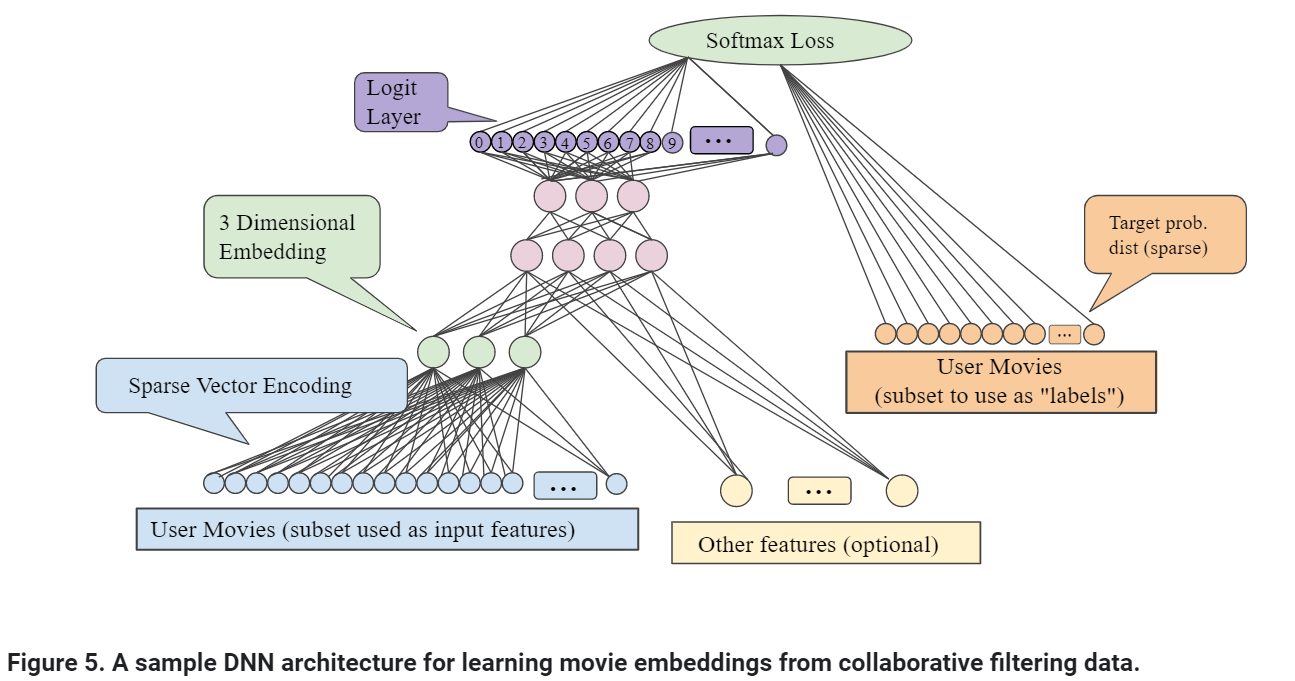 Softmax Loss
Logit
Layer
0 1 2 3 4 5 6 7 8 9 ...
3 Dimensional
Embedding
Target prob.
dist (sparse)
...
User Movies
(subset to use as "labels")
Sparse Vector Encoding
...
...
User Movies (subset used as input features)
Other features (optional)
Figure 5. A sample DNN architecture for learning movie embeddings from collaborative filtering data.